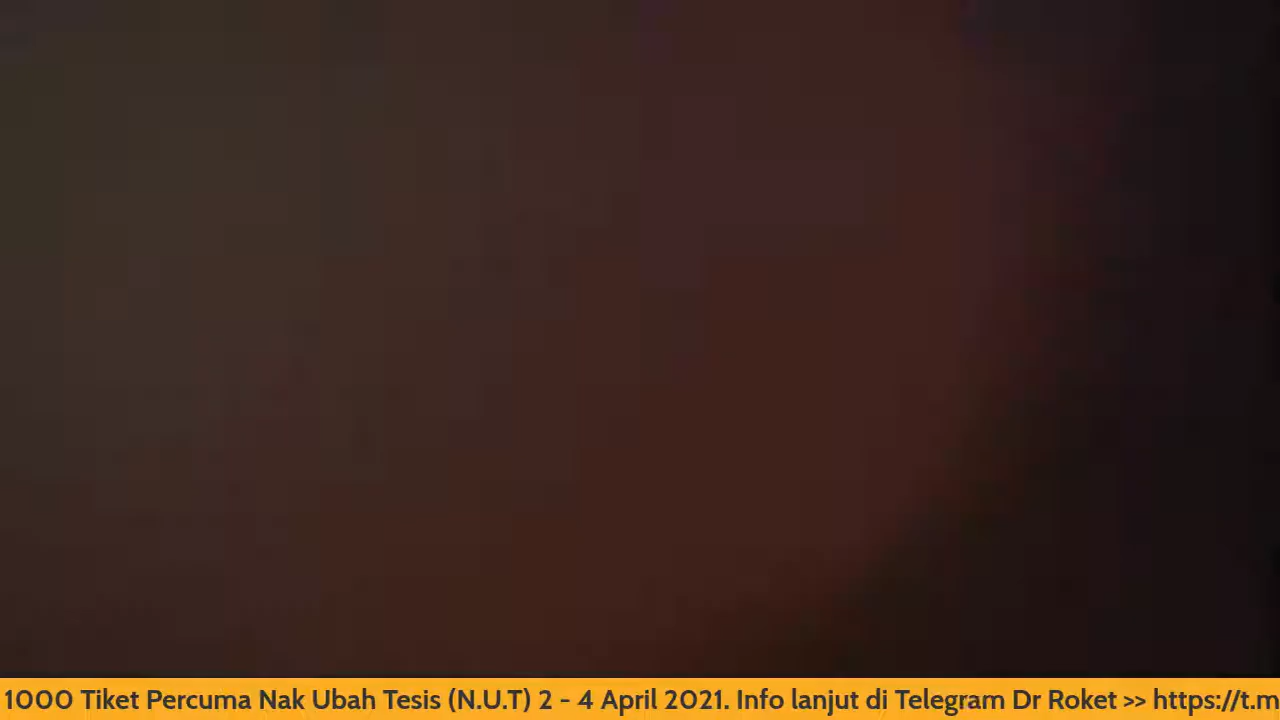 1000 Tiket Percuma Nak Ubah Tesis (N.U.T) 2 - 4 April 2021. Info lanjut di Telegram Dr Roket >> https://t.m